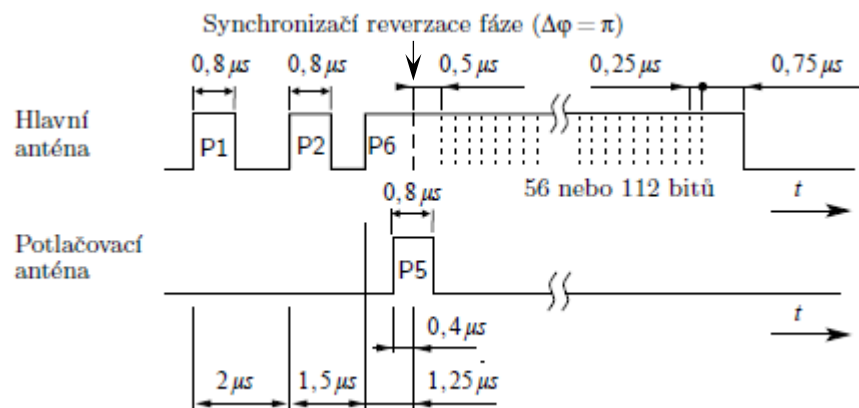 Synchronizačí reverzace fáze (Δφ = π)
0,8 μs 0,8 μs 0,5 μs 0,25 μs 0,75 μs
Hlavní
anténa
P1 P2 P6
56 nebo 112 bitů
t
0,8 μs
Potlačovací
anténa
P5
t
0,4 μs
2 μs 1,5 μs 1,25 μs